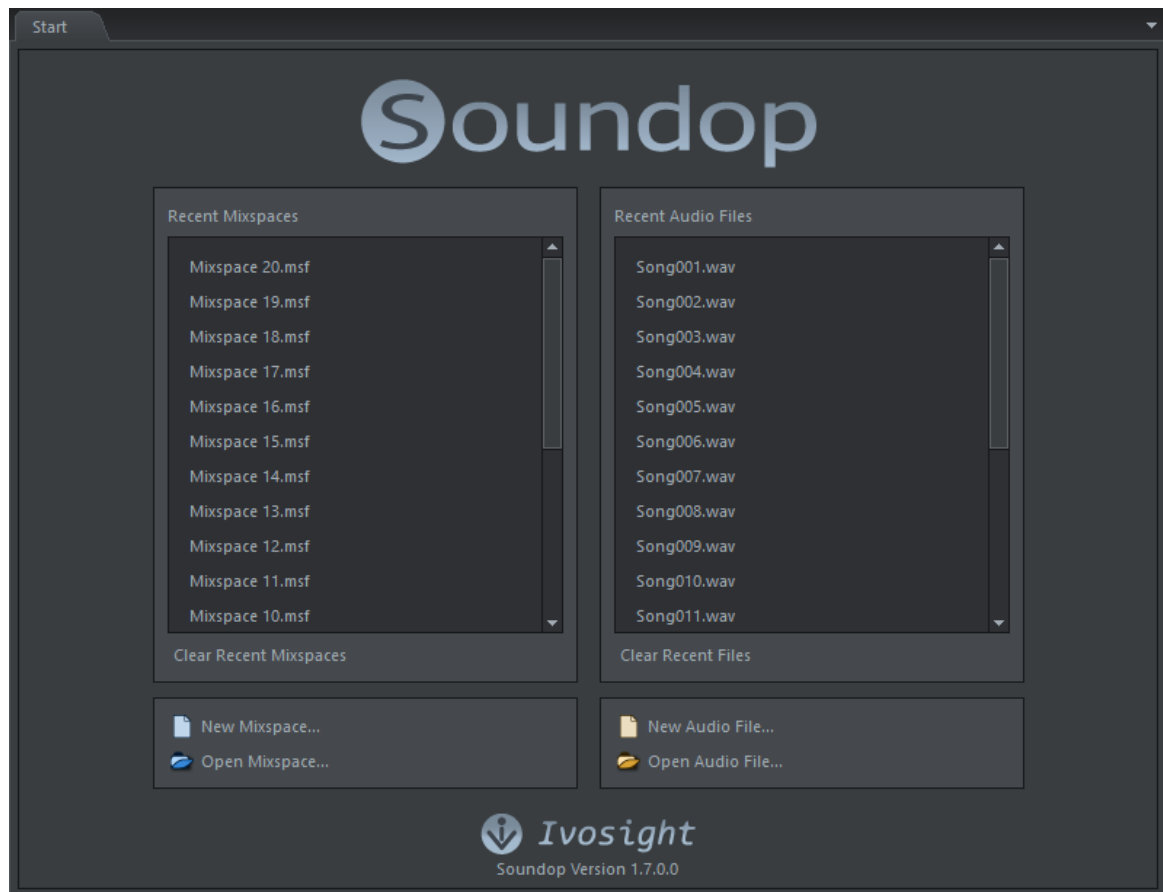 Start
Soundop
Recent Mixspaces
Mixspace 20.msf
Mixspace 19.msf
Mixspace 18.msf
Mixspace 17.msf
Mixspace 16.msf
Mixspace 15.msf
Mixspace 14.msf
Mixspace 13.msf
Mixspace 12.msf
Mixspace 11.msf
Mixspace 10.msf
Clear Recent Mixspaces
Recent Audio Files
Song001.wav
Song002.wav
Song003.wav
Song004.wav
Song005.wav
Song006.wav
Song007.wav
Song008.wav
Song009.wav
Song010.wav
Song011.wav
Clear Recent Files
New Mixspace...
Open Mixspace...
New Audio File...
Open Audio File...
Ivosight
Soundop Version 1.7.0.0